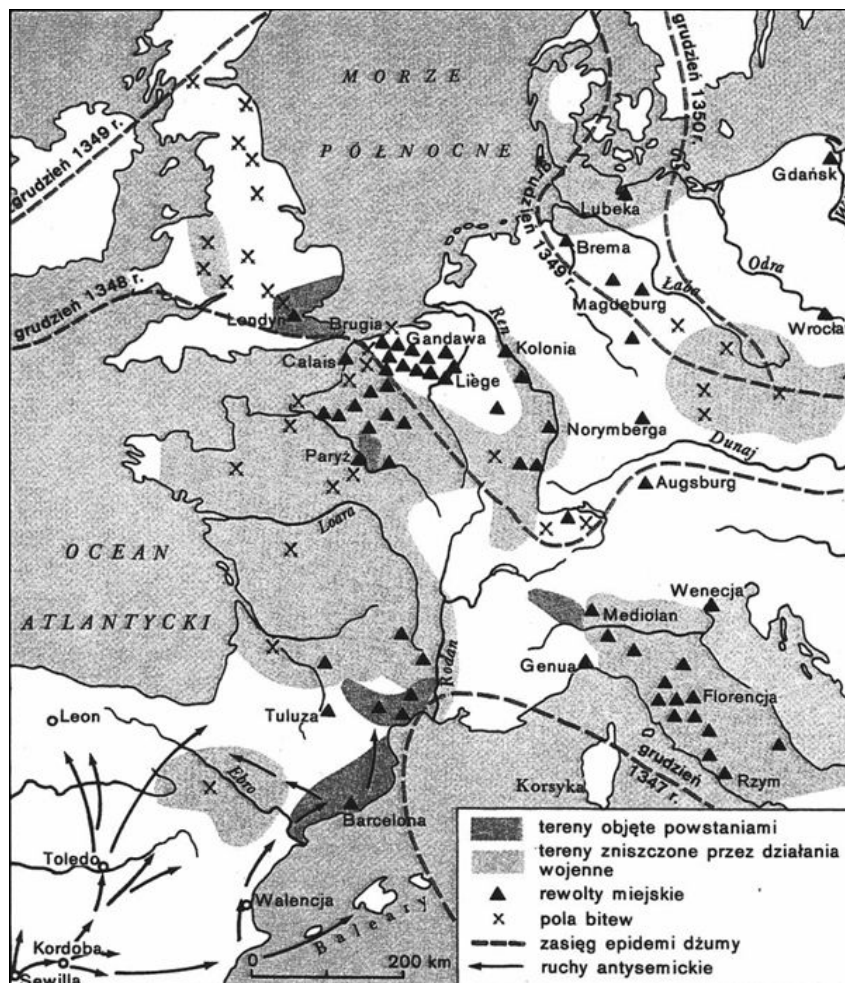 MORZE
PÓŁNOCNE
grudzień 1349 r.
grudzień 1350 r.
Gdańsk
Lubeka
grudzień 1349 r.
Brema
Odra
Łaba
Magdeburg
grudzień 1348 r.
Ren
Wrocła
Londyn
Brugia
Gandawa
Calais
Kolonia
Liège
Norymberga
Dunaj
Paryż
Augsburg
Loara
OCEAN
ATLANTYCKI
Wenecja
Mediolan
Rodan
Genua
Tuluza
Florencja
Leon
grudzień
1347 r.
Ebro
Korsyka
Rzym
Barcelona
Toledo
Walencja
Baleary
Kordoba
Sewilla
0 200 km
tereny objęte powstaniami
tereny zniszczone przez działania
wojenne
rewolty miejskie
pola bitew
zasięg epidemi dżumy
ruchy antysemickie